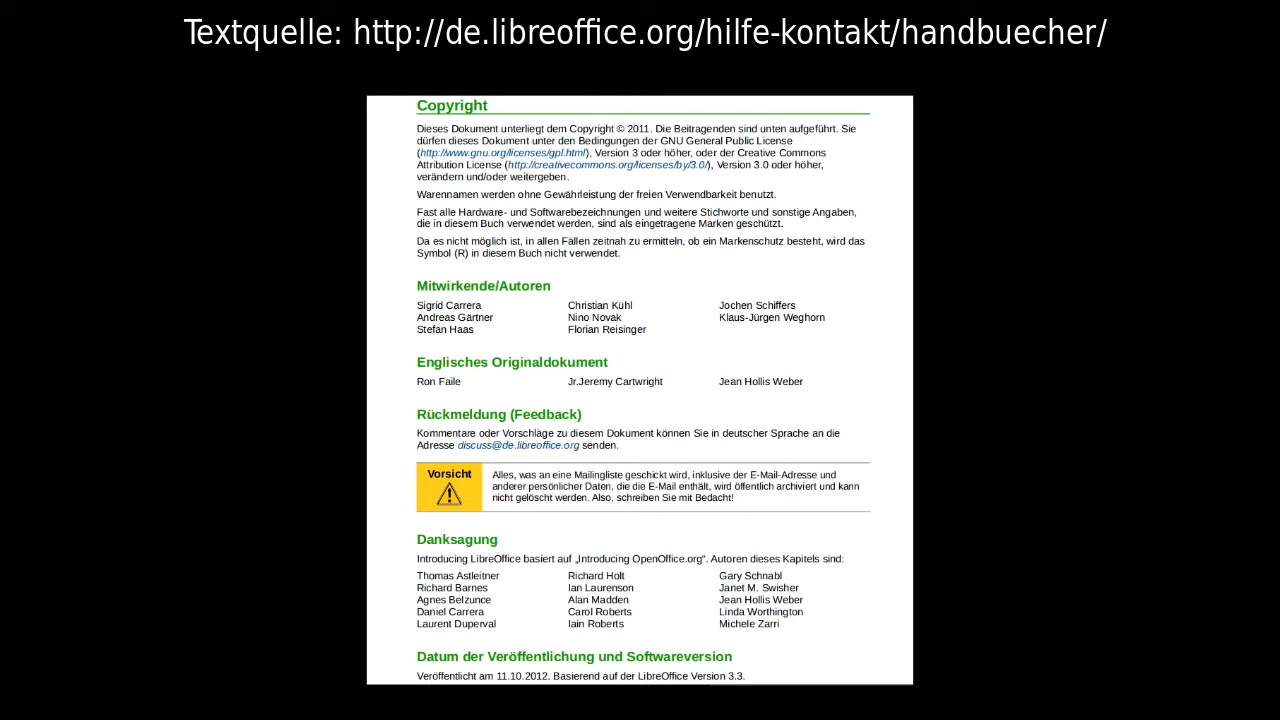 Textquelle: http://de.libreoffice.org/hilfe-kontakt/handbuecher/
Copyright
Dieses Dokument unterliegt dem Copyright © 2011. Die Beitragenden sind unten aufgeführt. Sie
dürfen dieses Dokument unter den Bedingungen der GNU General Public License
(http://www.gnu.org/licenses/gpl.html), Version 3 oder höher, oder der Creative Commons
Attribution License (http://creativecommons.org/licenses/by/3.0/), Version 3.0 oder höher,
verändern und/oder weitergeben.
Warennamen werden ohne Gewährleistung der freien Verwendbarkeit benutzt.
Fast alle Hardware- und Softwarebezeichnungen und weitere Stichworte und sonstige Angaben,
die in diesem Buch verwendet werden, sind als eingetragene Marken geschützt.
Da es nicht möglich ist, in allen Fällen zeitnah zu ermitteln, ob ein Markenschutz besteht, wird das
Symbol (R) in diesem Buch nicht verwendet.
Mitwirkende/Autoren
Sigrid Carrera Christian Kühl Jochen Schiffers
Andreas Gärtner Nino Novak Klaus-Jürgen Weghorn
Stefan Haas Florian Reisinger
Englisches Originaldokument
Ron Faile Jr.Jeremy Cartwright Jean Hollis Weber
Rückmeldung (Feedback)
Kommentare oder Vorschläge zu diesem Dokument können Sie in deutscher Sprache an die
Adresse discuss@de.libreoffice.org senden.
Vorsicht
Alles, was an eine Mailingliste geschickt wird, inklusive der E-Mail-Adresse und
anderer persönlicher Daten, die die E-Mail enthält, wird öffentlich archiviert und kann
nicht gelöscht werden. Also, schreiben Sie mit Bedacht!
Danksagung
Introducing LibreOffice basiert auf „Introducing OpenOffice.org“. Autoren dieses Kapitels sind:
Thomas Astleitner Richard Holt Gary Schnabl
Richard Barnes Ian Laurenson Janet M. Swisher
Agnes Belzunce Alan Madden Jean Hollis Weber
Daniel Carrera Carol Roberts Linda Worthington
Laurent Duperval Iain Roberts Michele Zarri
Datum der Veröffentlichung und Softwareversion
Veröffentlicht am 11.10.2012. Basierend auf der LibreOffice Version 3.3.